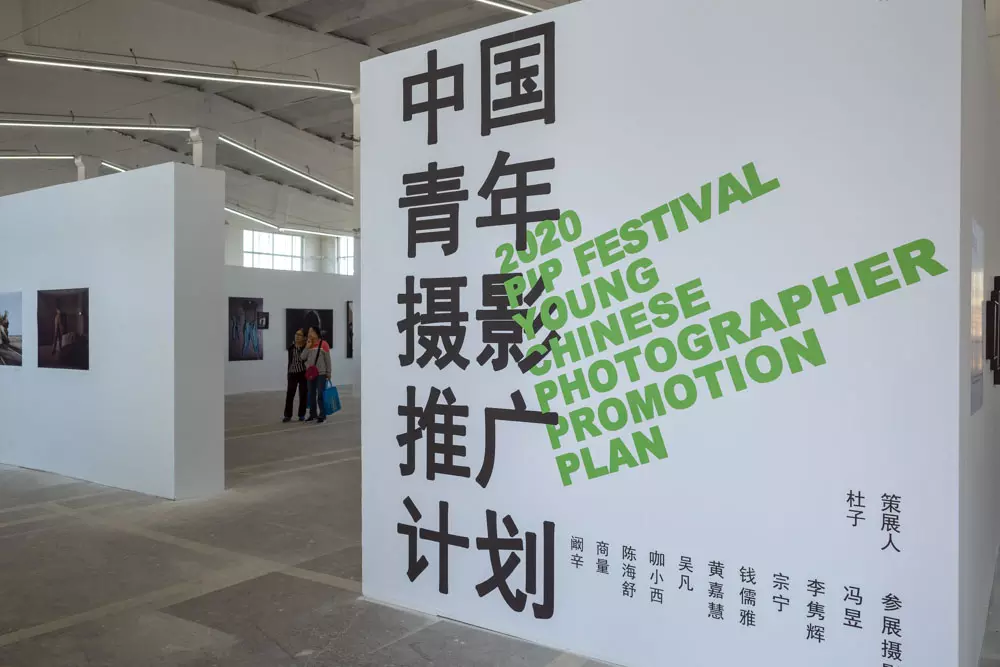 中国
青年
摄影
推广
计划
2020
PIP FESTIVAL
YOUNG
CHINESE
PHOTOGRAPHER
PROMOTION
PLAN
策展人
杜子
参展摄
冯昱
李隽辉
宗宁
钱儒雅
黄嘉慧
吴凡
咖小西
陈海舒
商量
阚辛